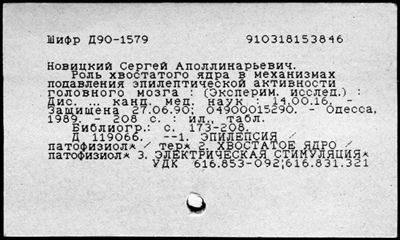 Шифр Д90-1579 910318153846
Новицкий Сергей Аполлинарьевич.
Роль хвостатого ядра в механизмах
подавления эпилептической активности
головного мозга : (Эксперим. исслед.) :
Дис. ... канд. мед. наук : 14.00.16. -
Защищена 27.06.90; 04900015290. - Одесса,
1989. - 208 с. : ил., табл.
Библиогр.: с. 173-208.
Д 119066. --1. ЭПИЛЕПСИЯ /
патофизиол* / тер* 2. ХВОСТАТОЕ ЯДРО /
патофизиол* 3. ЭЛЕКТРИЧЕСКАЯ СТИМУЛЯЦИЯ*
УДК 616.853-092;616.831.321